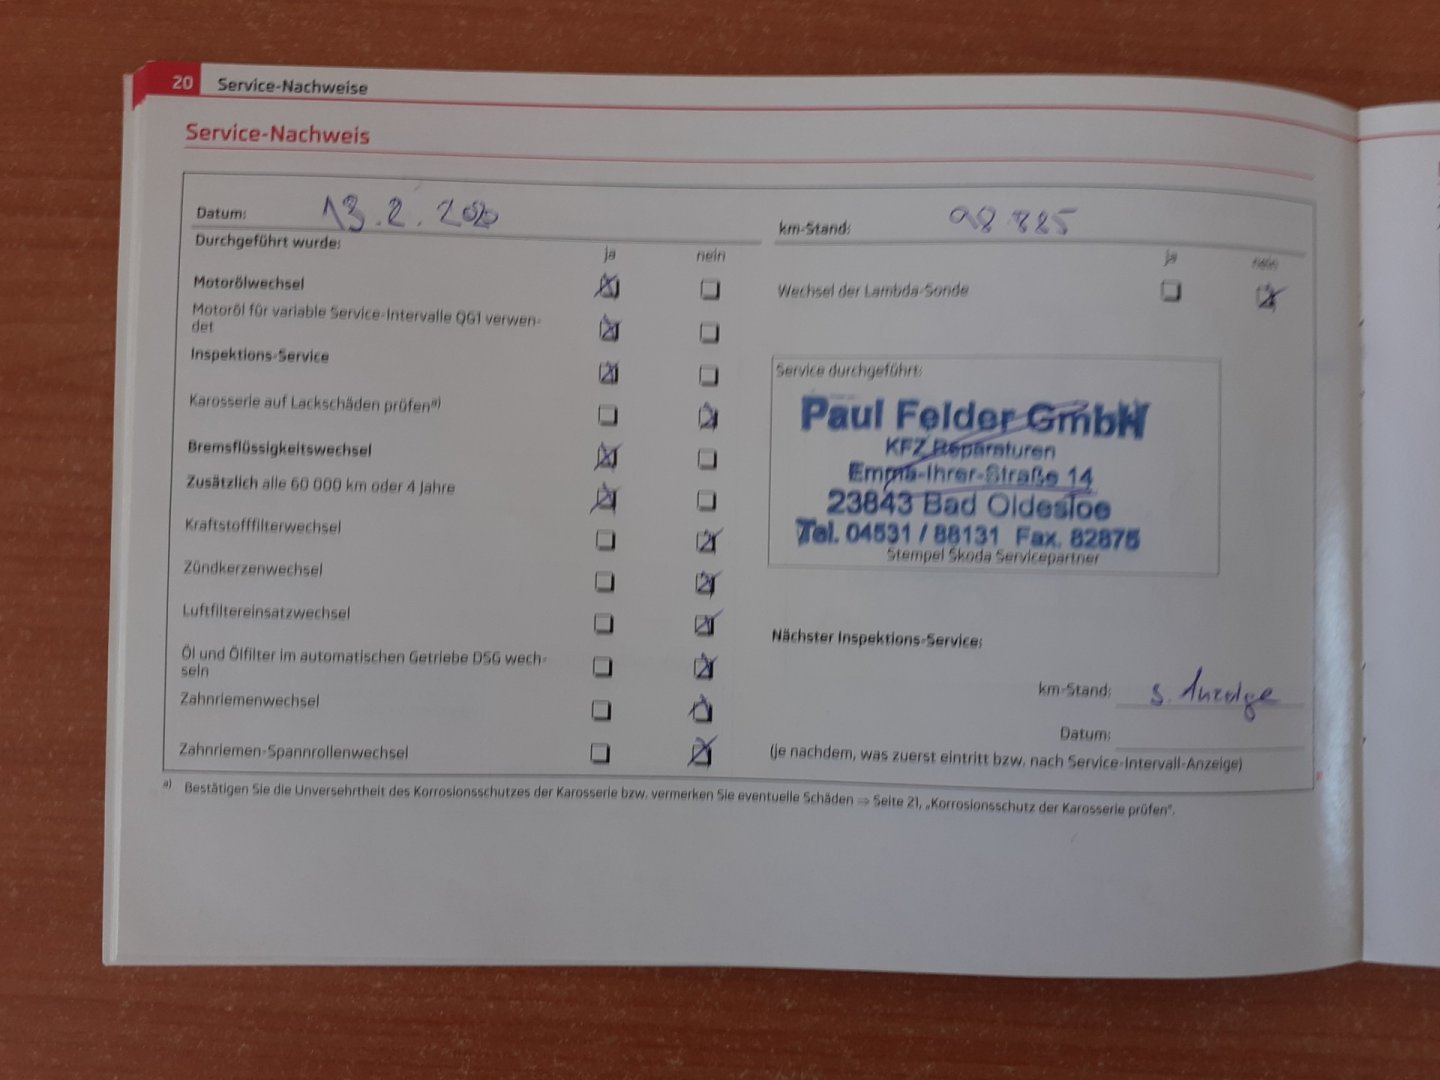 20 Service-Nachweise
Service-Nachweis
Datum: 13.2.2020
km-Stand: 98 825
Durchgeführt wurde:
ja nein
ja nein
Motorölwechsel
Wechsel der Lambda-Sonde
Motoröl für variable Service-Intervalle QG1 verwen-
det
Inspektions-Service
Karosserie auf Lackschäden prüfen a)
Bremsflüssigkeitswechsel
Zusätzlich alle 60 000 km oder 4 Jahre
Kraftstofffilterwechsel
Zündkerzenwechsel
Luftfiltereinsatzwechsel
Öl und Ölfilter im automatischen Getriebe DSG wech-
seln
Zahnriemenwechsel
Zahnriemen-Spannrollenwechsel
Service durchgeführt:
Paul Felder GmbH
KFZ Reparaturen
Emma-Ihrer-Straße 14
23843 Bad Oldesloe
Tel. 04531 / 88131 Fax. 82875
Stempel Škoda Servicepartner
Nächster Inspektions-Service:
km-Stand: s. Anzeige
Datum:
(je nachdem, was zuerst eintritt bzw. nach Service-Intervall-Anzeige)
a) Bestätigen Sie die Unversehrtheit des Korrosionsschutzes der Karosserie bzw. vermerken Sie eventuelle Schäden ⇒ Seite 21, „Korrosionsschutz der Karosserie prüfen“.